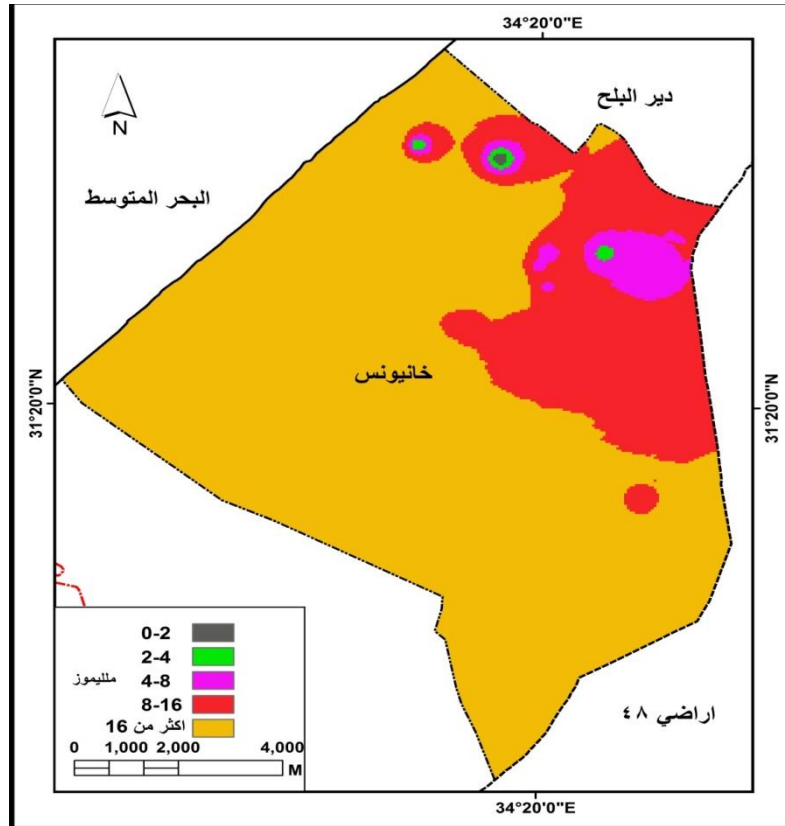 34°20'0"E
دير البلح
N
البحر المتوسط
خانيونس
31°20'0"N
31°20'0"N
0-2
2-4
4-8
ملليموز
8-16
اكثر من 16
0 1,000 2,000 4,000
M
اراضي ٤٨
34°20'0"E